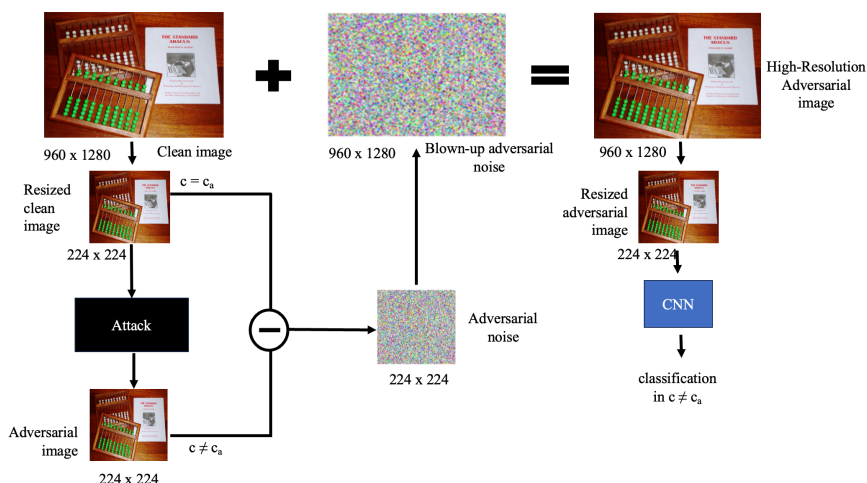 THE STANDARD
ABACUS
High-Resolution
Adversarial
image
960 x 1280
Clean image
960 x 1280
Blown-up adversarial
noise
960 x 1280
Resized
clean
image
c = cₐ
Resized
adversarial
image
224 x 224
224 x 224
CNN
Attack
Adversarial
noise
224 x 224
classification
in c ≠ cₐ
Adversarial
image
c ≠ cₐ
224 x 224